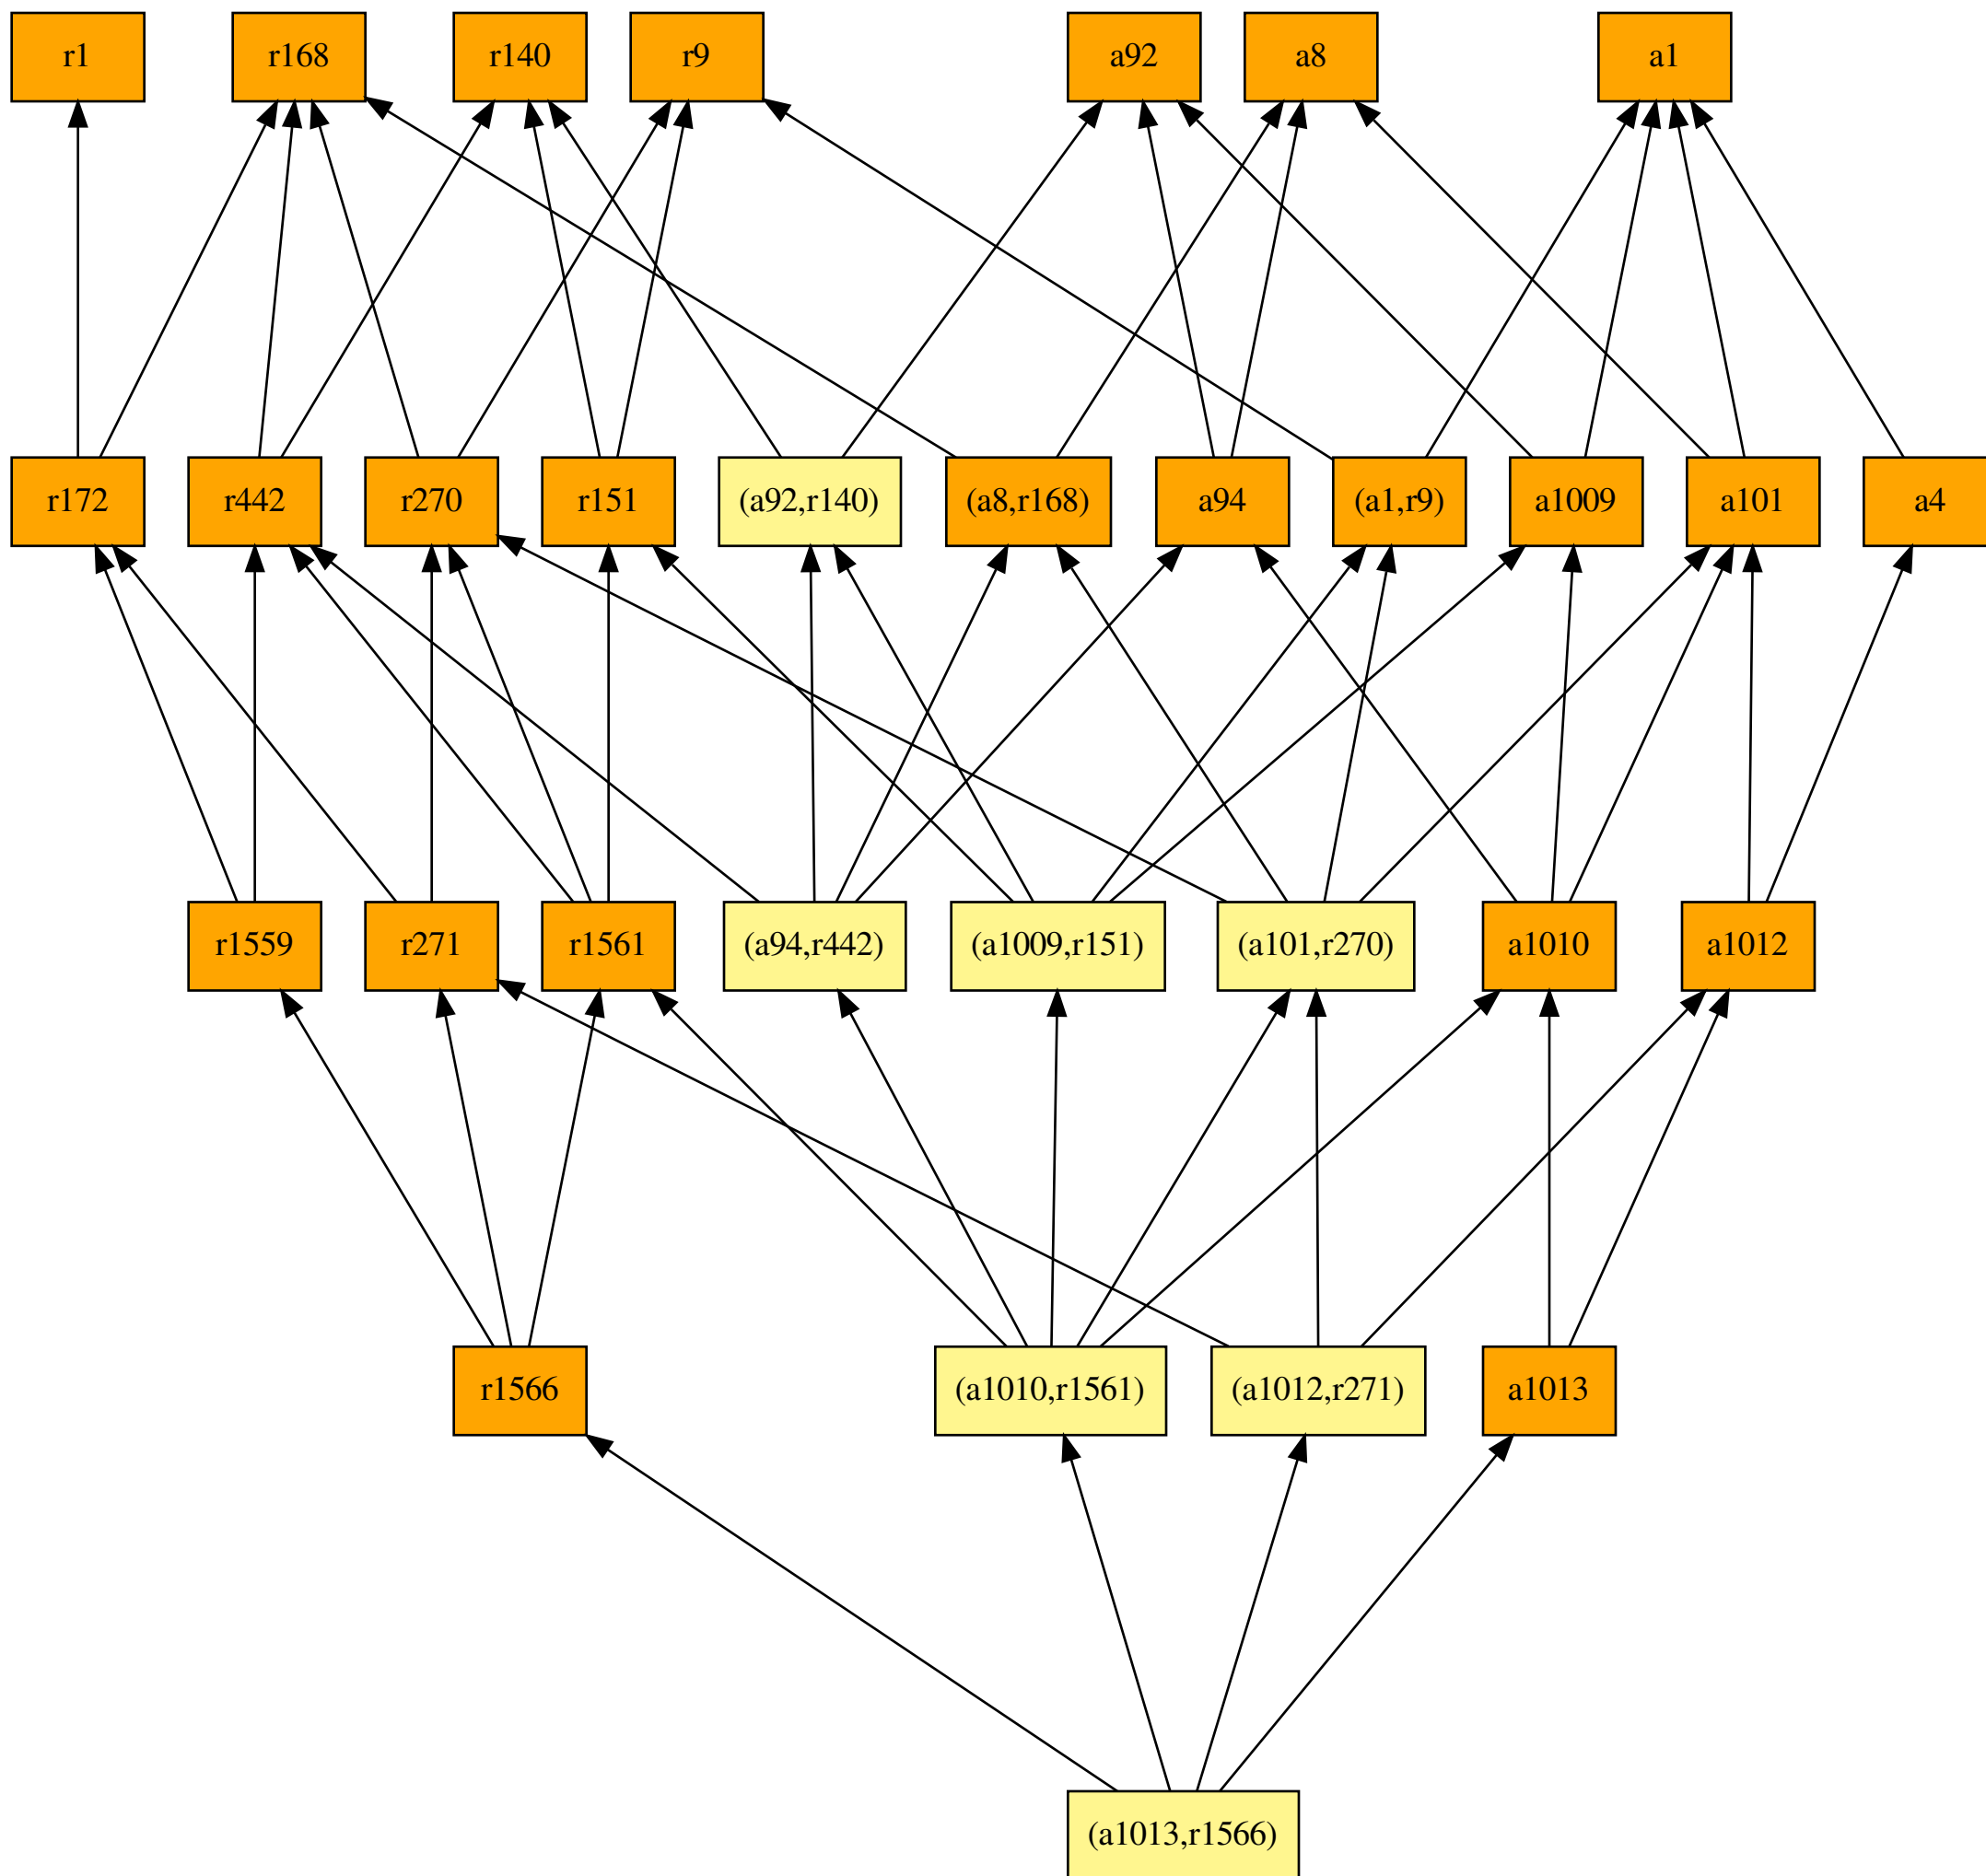 r1 r168 r140 r9 a92 a8 a1
r172 r442 r270 r151 (a92,r140) (a8,r168) a94 (a1,r9) a1009 a101 a4
r1559 r271 r1561 (a94,r442) (a1009,r151) (a101,r270) a1010 a1012
r1566 (a1010,r1561) (a1012,r271) a1013
(a1013,r1566)